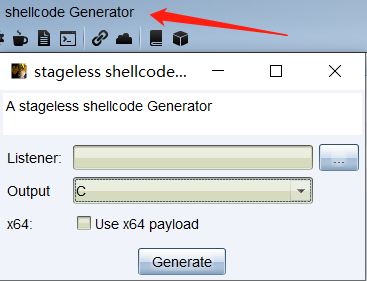 shellcode Generator
stageless shellcode...
A stageless shellcode Generator
Listener:
...
Output
C
x64:
Use x64 payload
Generate